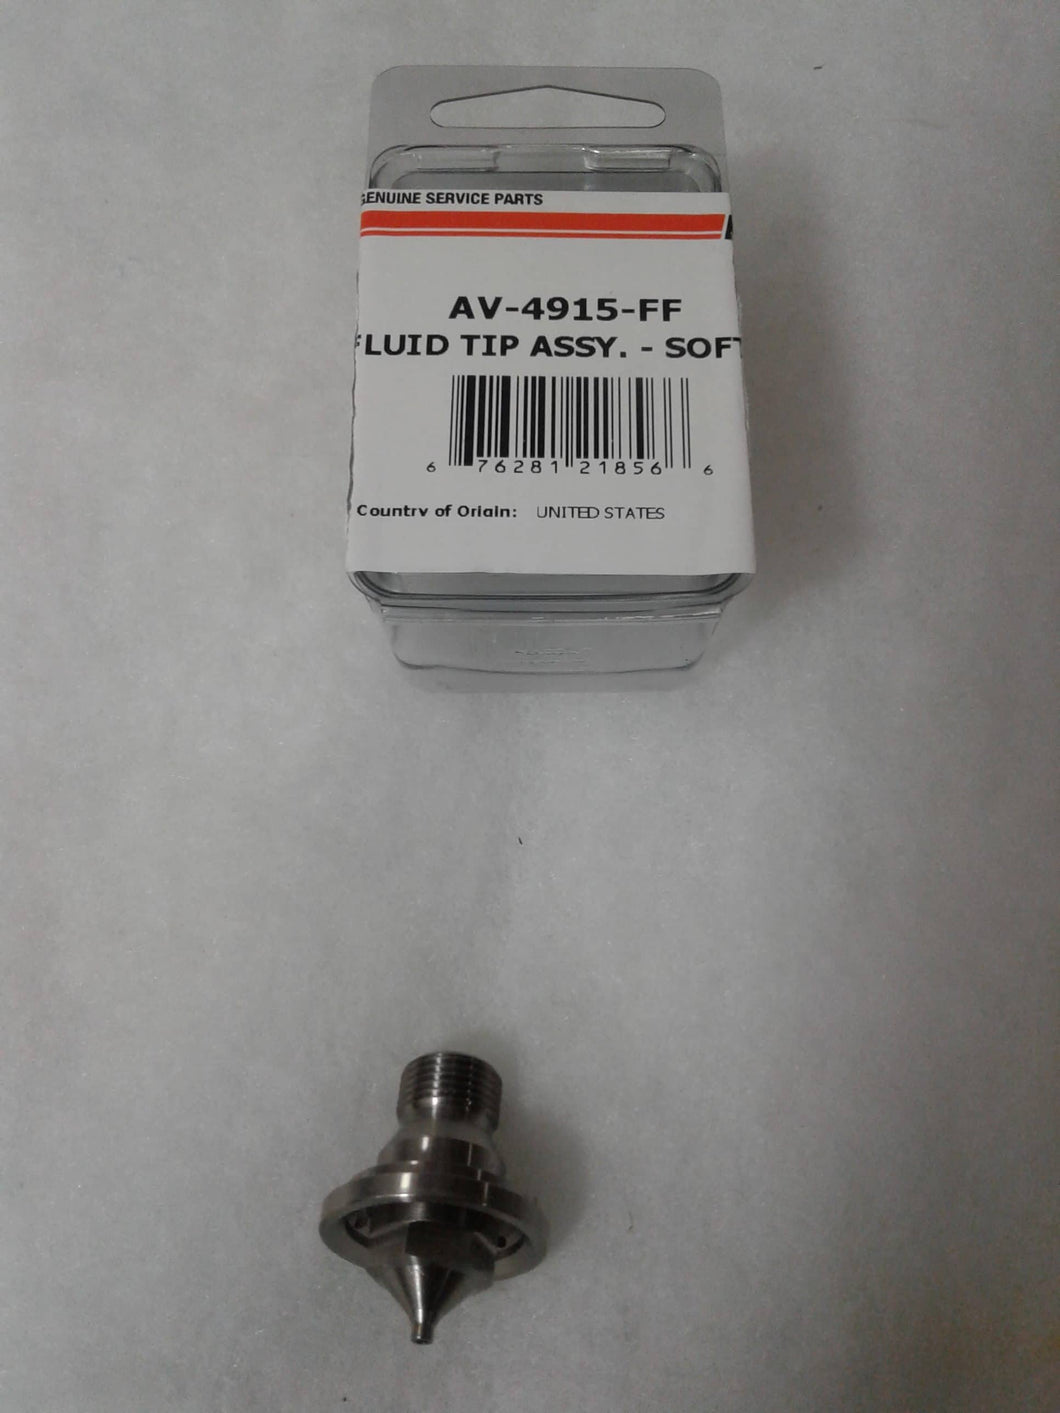 GENUINE SERVICE PARTS
AV-4915-FF
FLUID TIP ASSY. - SOFT
6 76281 21856 6
Country of Origin: UNITED STATES